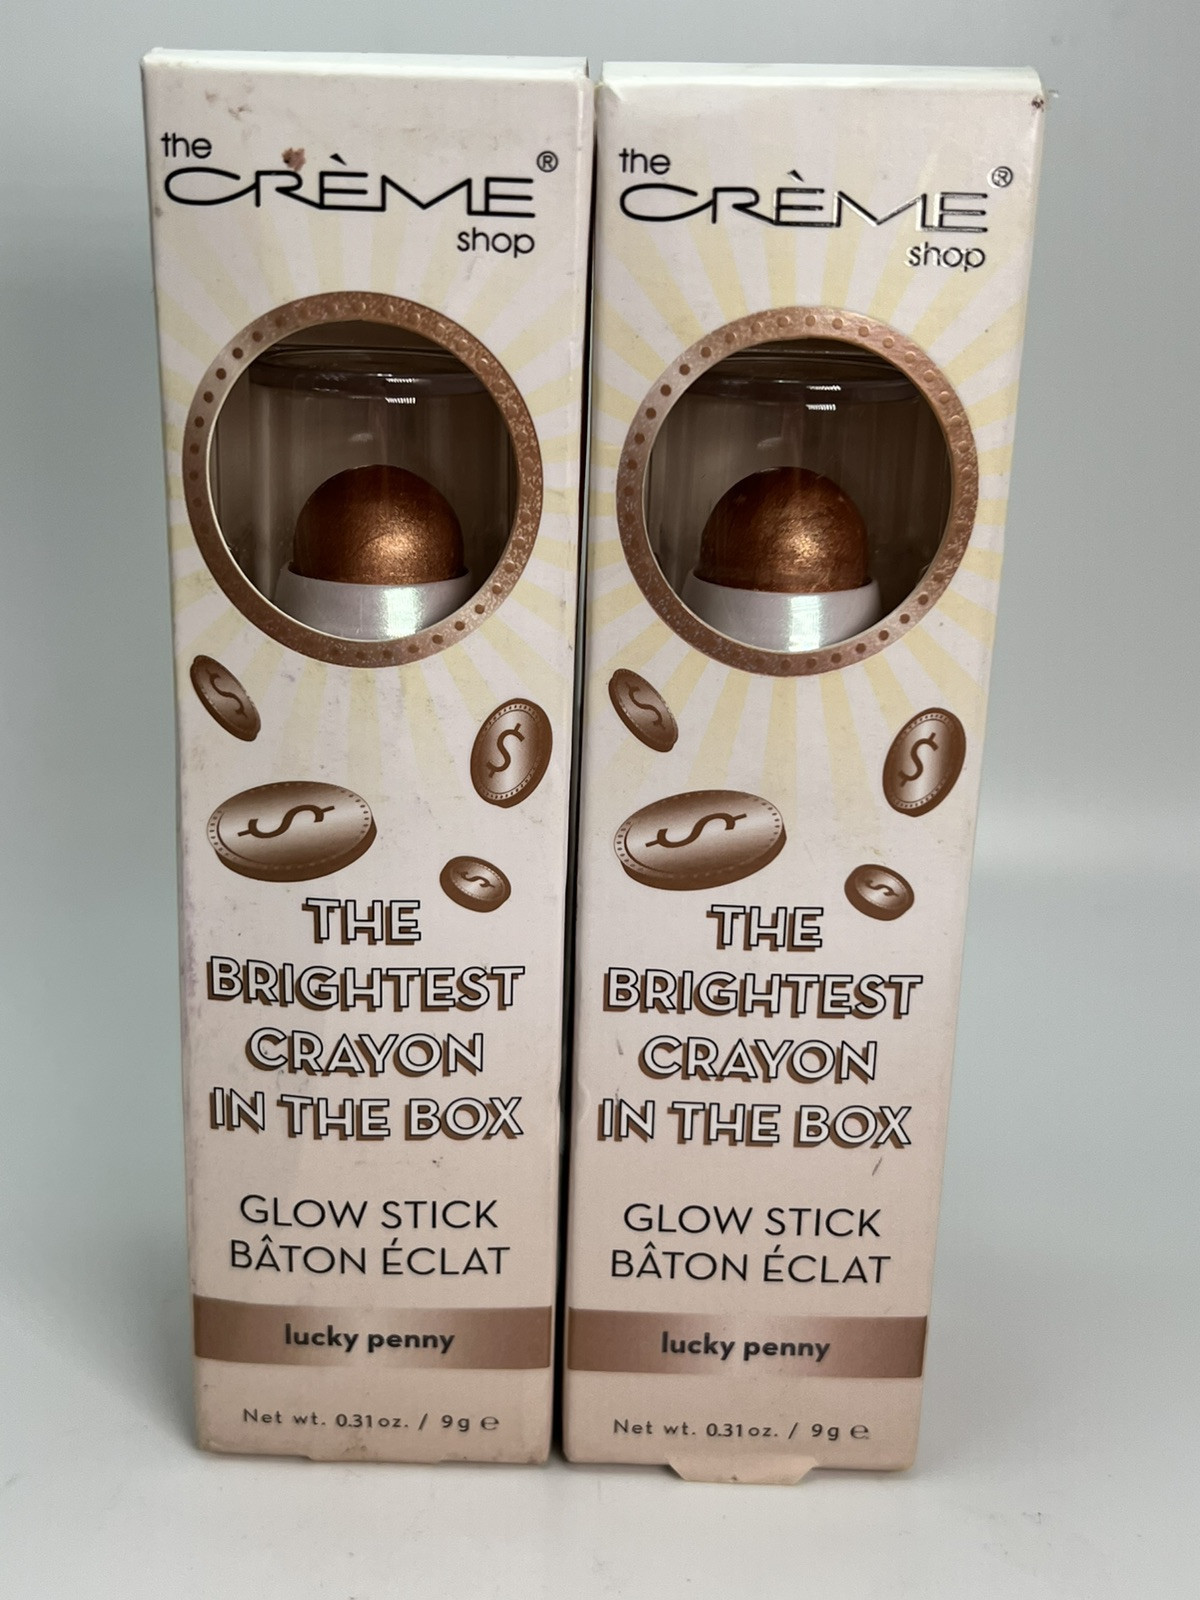 the
CRÈME®
shop
$
$
$
$
THE
BRIGHTEST
CRAYON
IN THE BOX
GLOW STICK
BÂTON ÉCLAT
lucky penny
Net wt. 0.31oz. / 9g ℮
the
CRÈME®
shop
$
$
$
$
THE
BRIGHTEST
CRAYON
IN THE BOX
GLOW STICK
BÂTON ÉCLAT
lucky penny
Net wt. 0.31oz. / 9g ℮